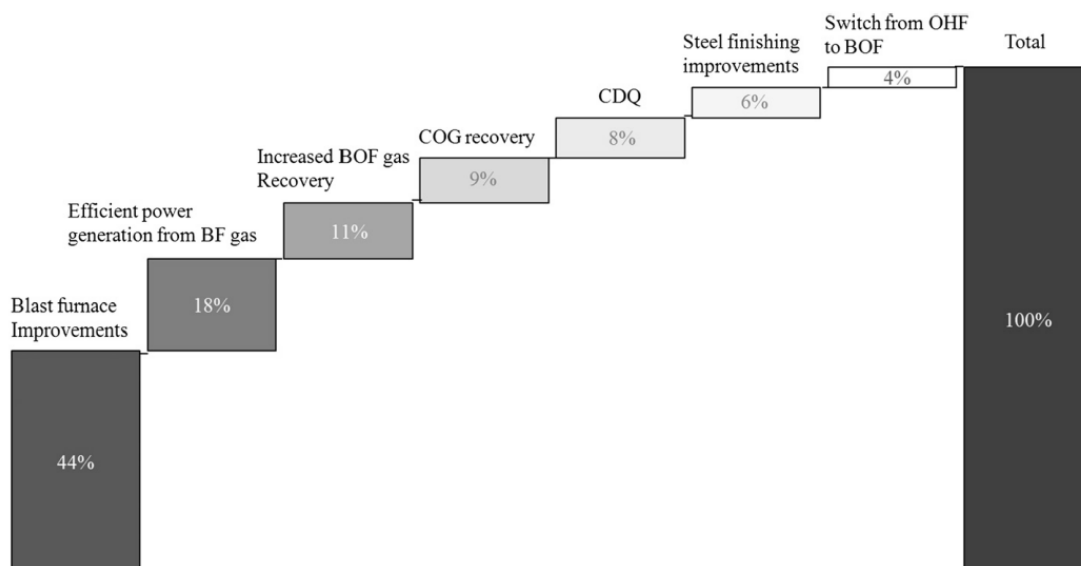 Blast furnace
Improvements
44%
Efficient power
generation from BF gas
18%
Increased BOF gas
Recovery
11%
COG recovery
9%
CDQ
8%
Steel finishing
improvements
6%
Switch from OHF
to BOF
4%
Total
100%